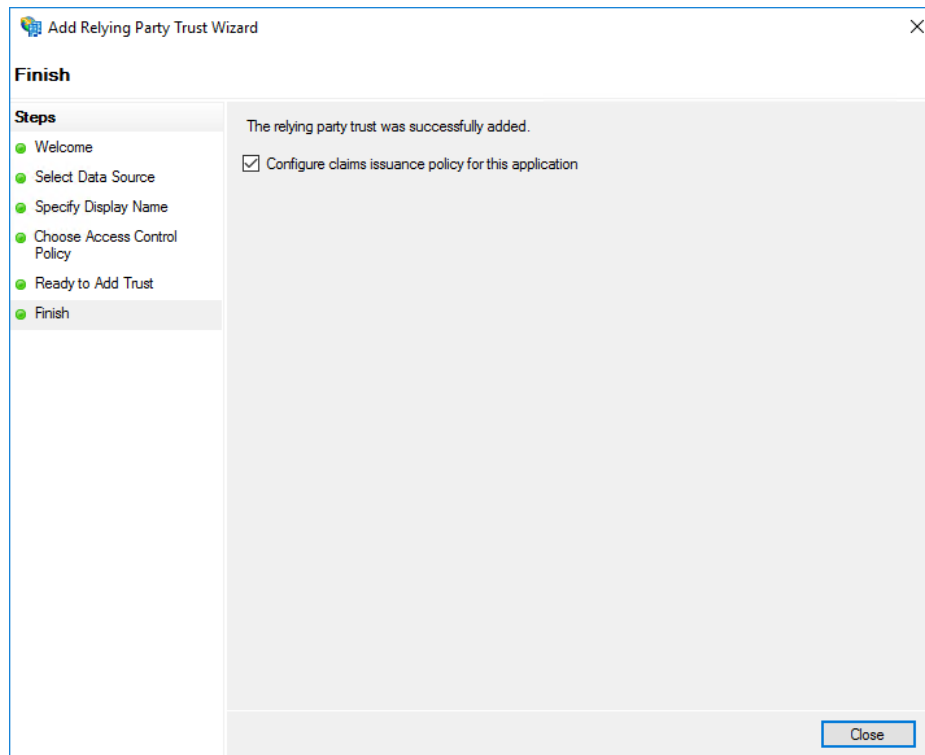 Add Relying Party Trust Wizard
Finish
Steps
Welcome
Select Data Source
Specify Display Name
Choose Access Control
Policy
Ready to Add Trust
Finish
The relying party trust was successfully added.
Configure claims issuance policy for this application
Close